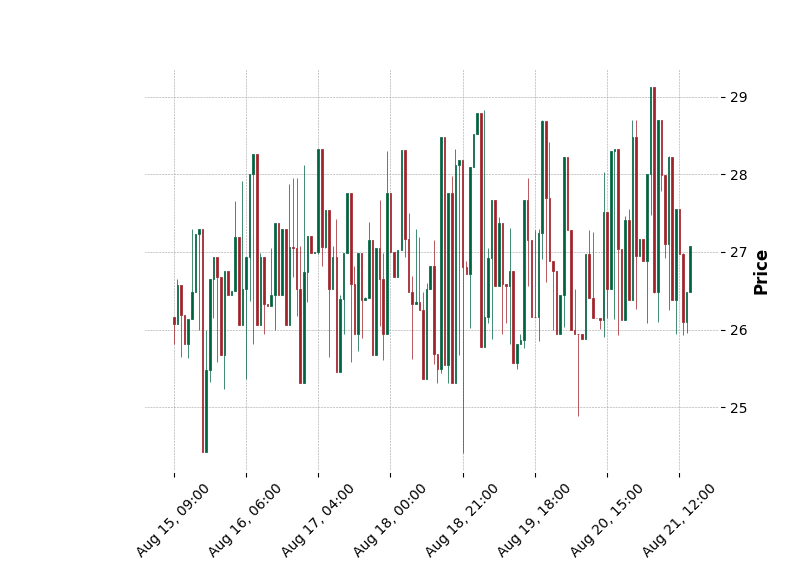 29
28
27
26
25
Price
Aug 15, 09:00
Aug 16, 06:00
Aug 17, 04:00
Aug 18, 00:00
Aug 18, 21:00
Aug 19, 18:00
Aug 20, 15:00
Aug 21, 12:00